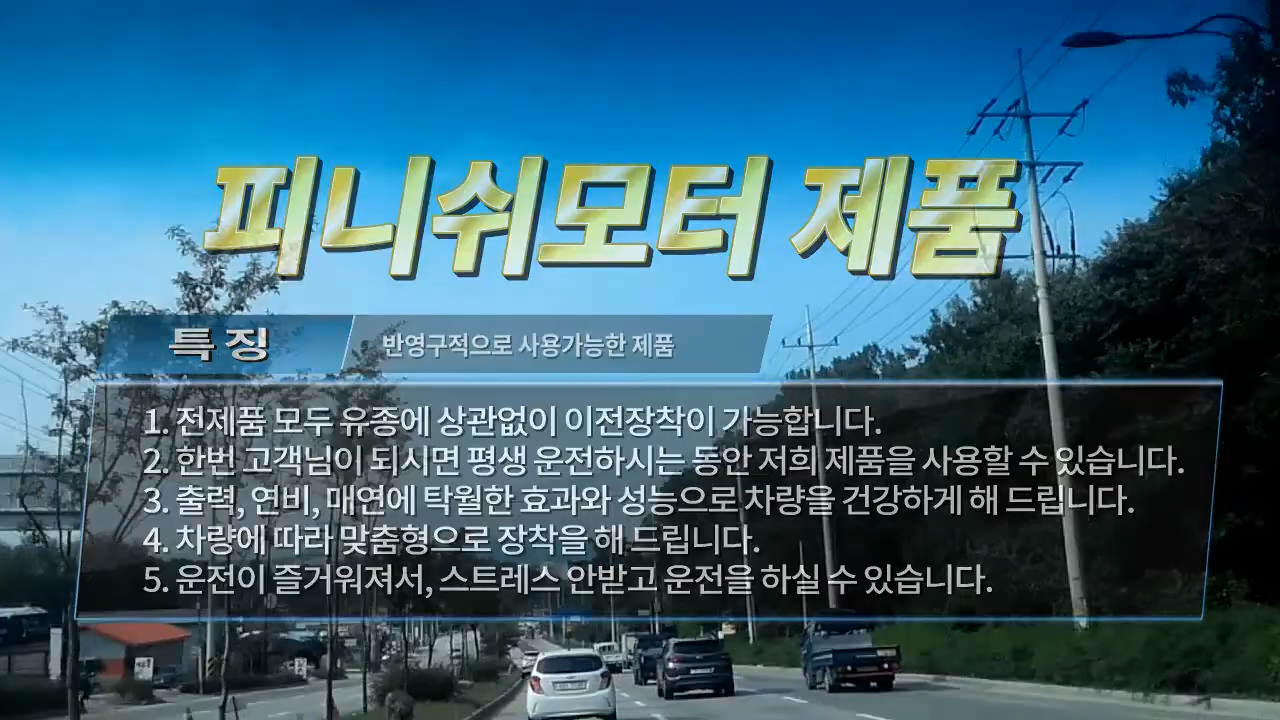 피니쉬모터 제품
특징
반영구적으로 사용가능한 제품
1. 전제품 모두 유종에 상관없이 이전장착이 가능합니다.
2. 한번 고객님이 되시면 평생 운전하시는 동안 저희 제품을 사용할 수 있습니다.
3. 출력, 연비, 매연에 탁월한 효과와 성능으로 차량을 건강하게 해 드립니다.
4. 차량에 따라 맞춤형으로 장착을 해 드립니다.
5. 운전이 즐거워져서, 스트레스 안받고 운전을 하실 수 있습니다.